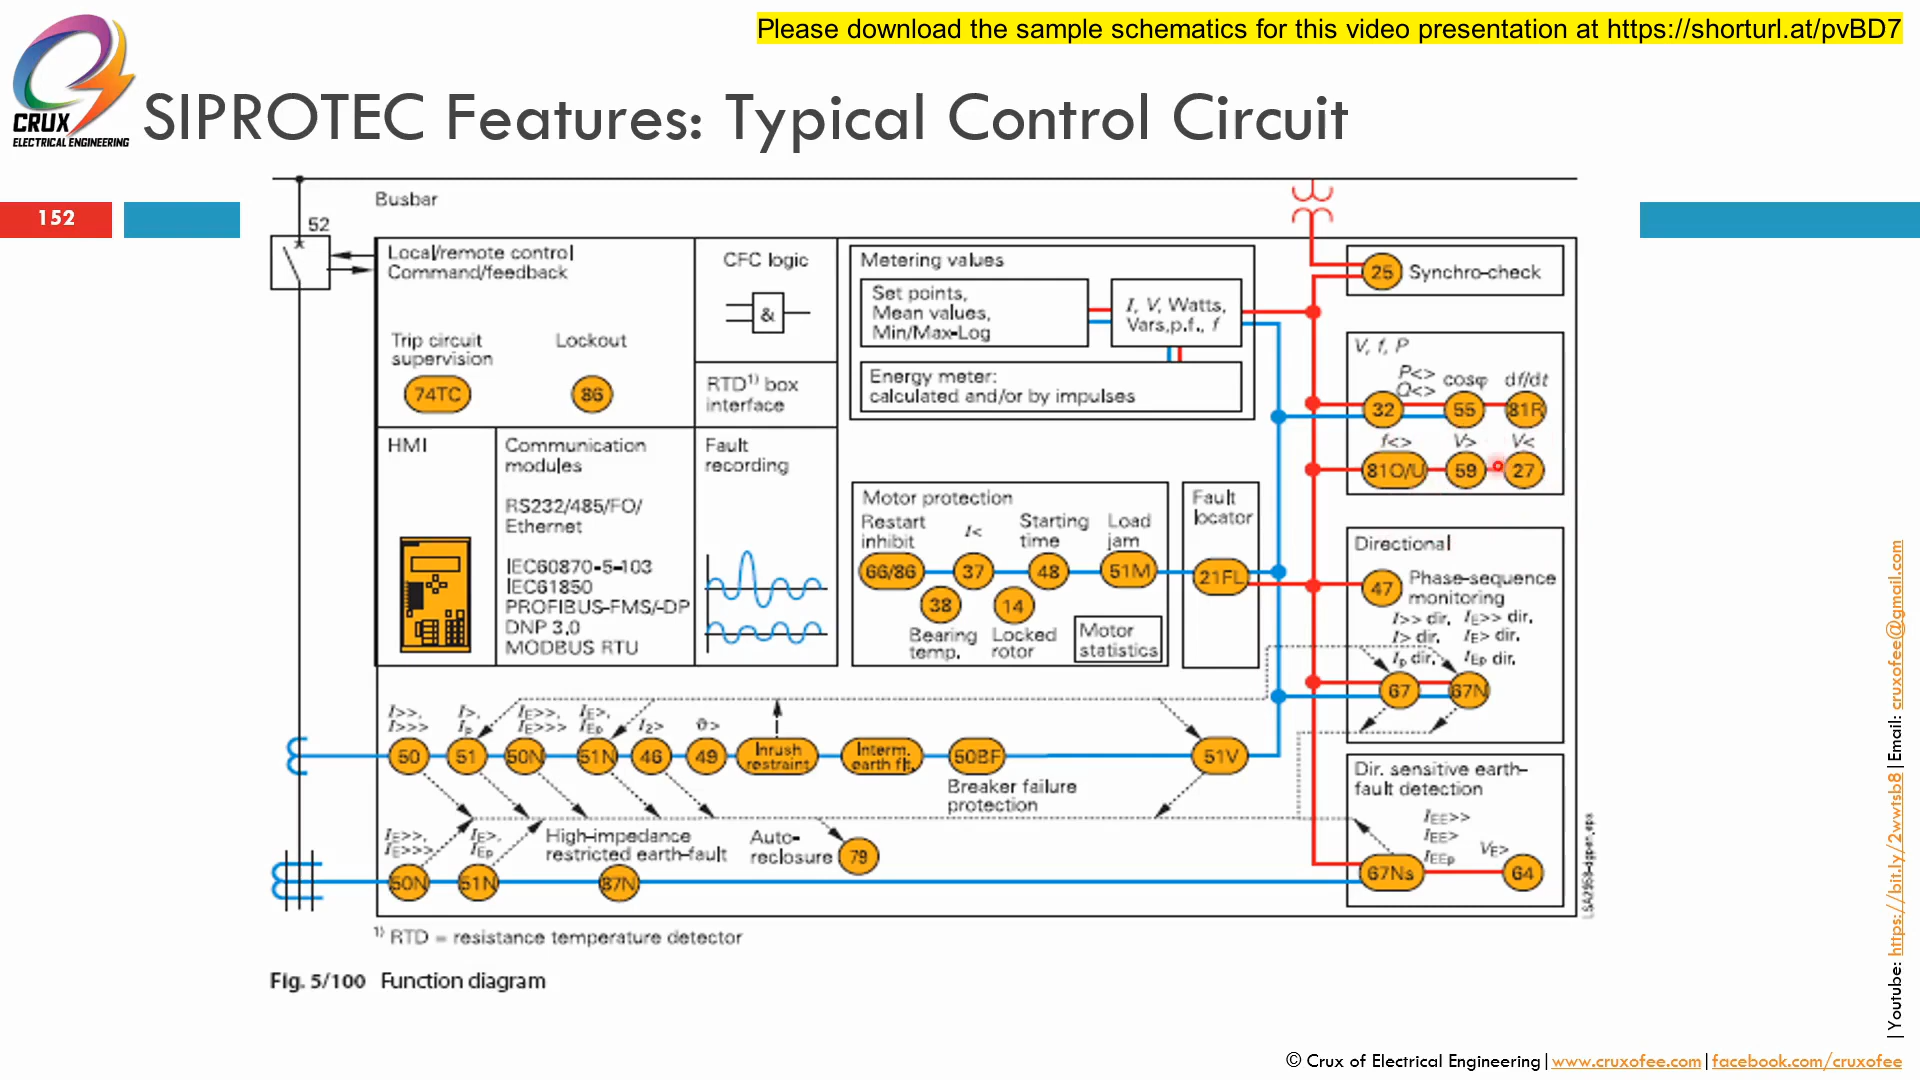 Please download the sample schematics for this video presentation at https://shorturl.at/pvBD7
CRUX
ELECTRICAL ENGINEERING
SIPROTEC Features: Typical Control Circuit
152
Busbar
52
Local/remote control
Command/feedback
CFC logic
&
Trip circuit
supervision
Lockout
74TC
86
RTD1) box
interface
HMI
Communication
modules
RS232/485/FO/
Ethernet
IEC60870-5-103
IEC61850
PROFIBUS-FMS/-DP
DNP 3.0
MODBUS RTU
Fault
recording
Metering values
Set points,
Mean values,
Min/Max-Log
I, V, Watts,
Vars,p.f., f
Energy meter:
calculated and/or by impulses
Motor protection
Restart
inhibit
I<
Starting
time
Load
jam
66/86
37
48
51M
38
14
Bearing
temp.
Locked
rotor
Motor
statistics
Fault
locator
21FL
25
Synchro-check
V, f, P
P<>
Q<>
cosφ
df/dt
32
55
81R
f<>
V>
V<
81O/U
59
27
Directional
47
Phase-sequence
monitoring
I>> dir.
IE>> dir.
I> dir.
IE> dir.
Ip dir.
IEp dir.
67
67N
I>>,
I>>>
I>,
Ip
IE>>,
IE>>>
IE>,
IEp
I2>
ϑ>
50
51
50N
51N
46
49
Inrush
restraint
Interm.
earth flt.
50BF
51V
Breaker failure
protection
Dir. sensitive earth-
fault detection
IEE>>
IEE>
IEEp
VE>
67Ns
64
IE>>,
IE>>>
IE>,
IEp
High-impedance
restricted earth-fault
Auto-
reclosure
79
50N
51N
87N
LSA2958-dgpen.eps
1) RTD = resistance temperature detector
Fig. 5/100 Function diagram
|Youtube: https://bit.ly/2wwtsb8|Email: cruxofee@gmail.com
© Crux of Electrical Engineering|www.cruxofee.com|facebook.com/cruxofee